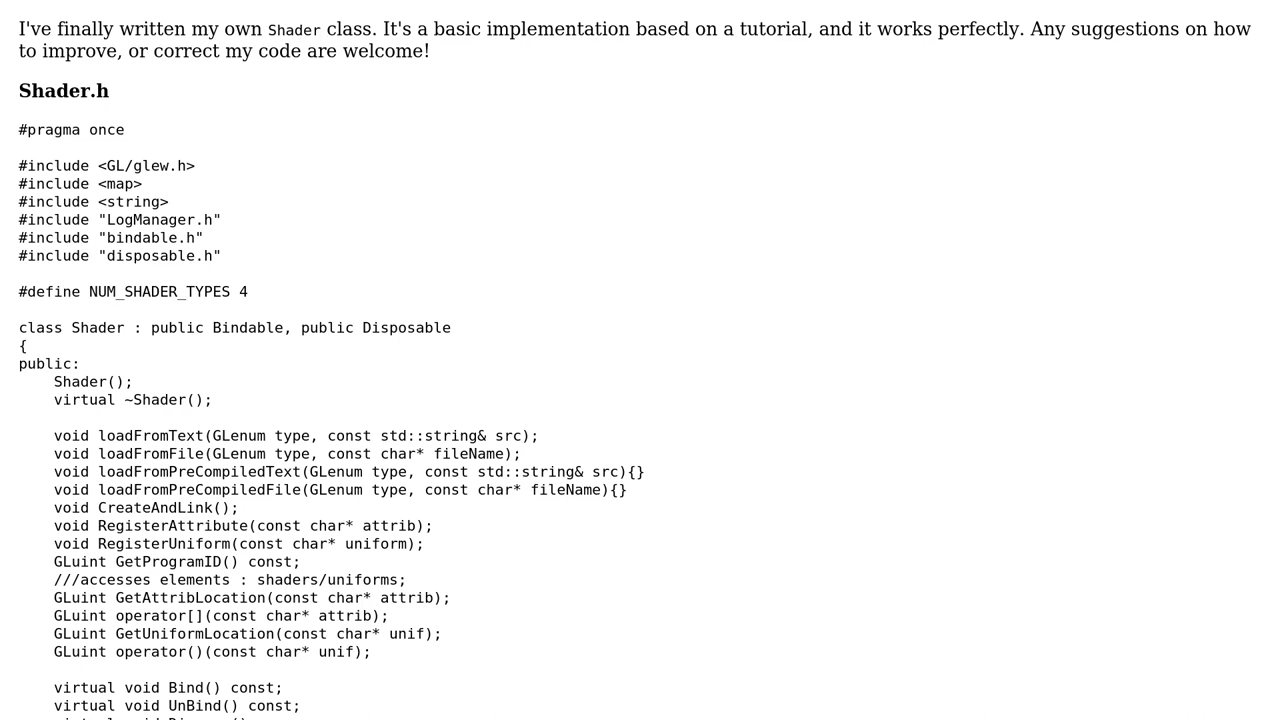 I've finally written my own Shader class. It's a basic implementation based on a tutorial, and it works perfectly. Any suggestions on how
to improve, or correct my code are welcome!
Shader.h
#pragma once
#include <GL/glew.h>
#include <map>
#include <string>
#include "LogManager.h"
#include "bindable.h"
#include "disposable.h"
#define NUM_SHADER_TYPES 4
class Shader : public Bindable, public Disposable
{
public:
    Shader();
    virtual ~Shader();
    void loadFromText(GLenum type, const std::string& src);
    void loadFromFile(GLenum type, const char* fileName);
    void loadFromPreCompiledText(GLenum type, const std::string& src){}
    void loadFromPreCompiledFile(GLenum type, const char* fileName){}
    void CreateAndLink();
    void RegisterAttribute(const char* attrib);
    void RegisterUniform(const char* uniform);
    GLuint GetProgramID() const;
    ///accesses elements : shaders/uniforms;
    GLuint GetAttribLocation(const char* attrib);
    GLuint operator[](const char* attrib);
    GLuint GetUniformLocation(const char* unif);
    GLuint operator()(const char* unif);
    virtual void Bind() const;
    virtual void UnBind() const;